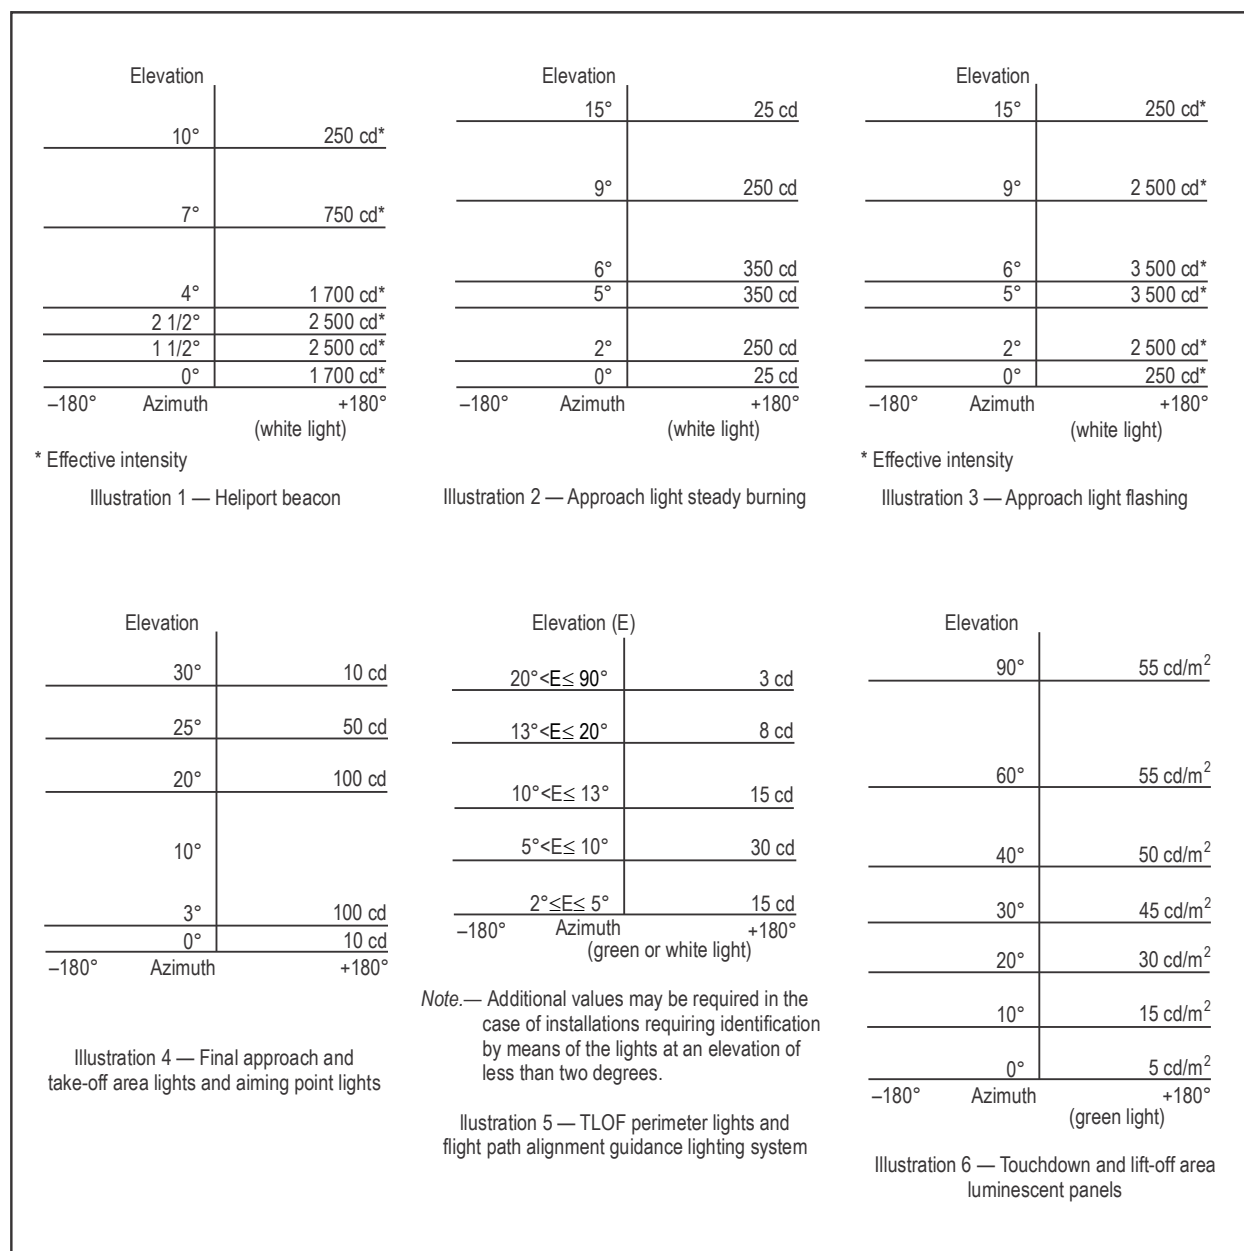 Elevation
10° 250 cd*
7° 750 cd*
4° 1 700 cd*
2 1/2° 2 500 cd*
1 1/2° 2 500 cd*
0° 1 700 cd*
–180° Azimuth +180°
(white light)
* Effective intensity
Illustration 1 — Heliport beacon
Elevation
15° 25 cd
9° 250 cd
6° 350 cd
5° 350 cd
2° 250 cd
0° 25 cd
–180° Azimuth +180°
(white light)
Illustration 2 — Approach light steady burning
Elevation
15° 250 cd*
9° 2 500 cd*
6° 3 500 cd*
5° 3 500 cd*
2° 2 500 cd*
0° 250 cd*
–180° Azimuth +180°
(white light)
* Effective intensity
Illustration 3 — Approach light flashing
Elevation
30° 10 cd
25° 50 cd
20° 100 cd
10°
3° 100 cd
0° 10 cd
–180° Azimuth +180°
Illustration 4 — Final approach and
take-off area lights and aiming point lights
Elevation (E)
20°<E≤ 90° 3 cd
13°<E≤ 20° 8 cd
10°<E≤ 13° 15 cd
5°<E≤ 10° 30 cd
2°≤E≤ 5° 15 cd
–180° Azimuth +180°
(green or white light)
Note.— Additional values may be required in the
case of installations requiring identification
by means of the lights at an elevation of
less than two degrees.
Ilustration 5 — TLOF perimeter lights and
flight path alignment guidance lighting system
Elevation
90° 55 cd/m²
60° 55 cd/m²
40° 50 cd/m²
30° 45 cd/m²
20° 30 cd/m²
10° 15 cd/m²
0° 5 cd/m²
–180° Azimuth +180°
(green light)
Illustration 6 — Touchdown and lift-off area
luminescent panels